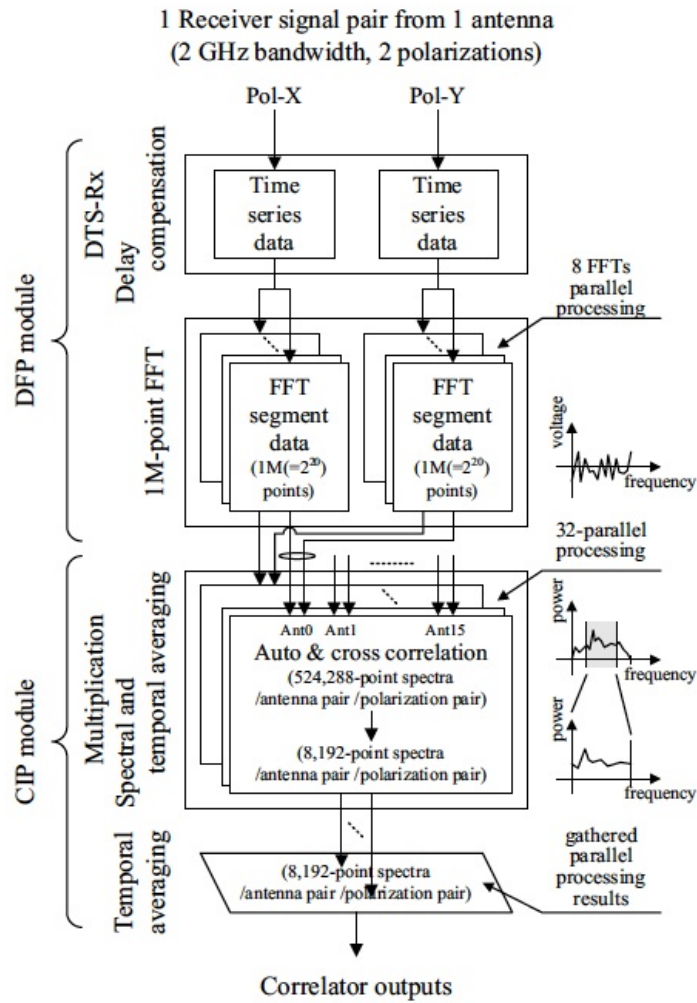 1 Receiver signal pair from 1 antenna
(2 GHz bandwidth, 2 polarizations)
Pol-X
Pol-Y
DFP module
DTS-Rx
Delay
compensation
Time
series
data
Time
series
data
8 FFTs
parallel
processing
1M-point FFT
FFT
segment
data
(1M(=2²⁰)
points)
FFT
segment
data
(1M(=2²⁰)
points)
voltage
frequency
32-parallel
processing
CIP module
Multiplication
Spectral and
temporal averaging
Ant0
Ant1
Ant15
Auto & cross correlation
(524,288-point spectra
/antenna pair /polarization pair)
(8,192-point spectra
/antenna pair /polarization pair)
power
frequency
power
frequency
Temporal
averaging
(8,192-point spectra
/antenna pair /polarization pair)
gathered
parallel
processing
results
Correlator outputs